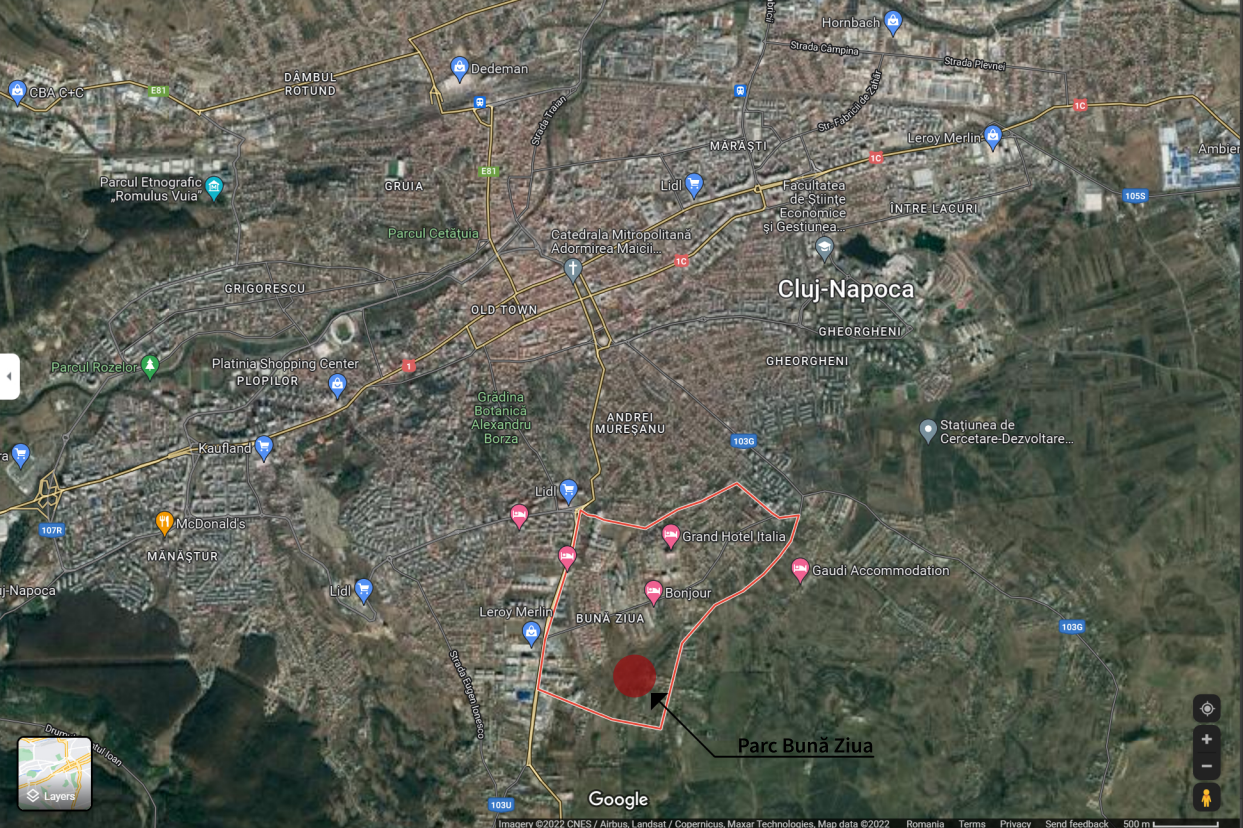 Hornbach
Strada Câmpina
Strada Plevnei
Dedeman
DÂMBUL
ROTUND
E81
CBA C+C
Strada Traian
Str. Fabricii de Zahăr
1C
Leroy Merlin
MĂRĂȘTI
1C
Ambier
E81
Parcul Etnografic
„Romulus Vuia”
GRUIA
Lidl
Facultatea
de Științe
Economice
și Gestiunea...
105S
ÎNTRE LACURI
Parcul Cetățuia
Catedrala Mitropolitană
Adormirea Maicii...
1C
GRIGORESCU
Cluj-Napoca
OLD TOWN
GHEORGHENI
GHEORGHENI
Parcul Rozelor
Platinia Shopping Center
PLOPILOR
1
Grădina
Botanică
Alexandru
Borza
ANDREI
MUREȘANU
103G
Stațiunea de
Cercetare-Dezvoltare...
Kaufland
ra
Lidl
107R
McDonald's
MĂNĂȘTUR
Grand Hotel Italia
Gaudi Accommodation
uj-Napoca
Lidl
Bonjour
Leroy Merlin
BUNĂ ZIUA
103G
Strada Eugen Ionesco
Parc Bună Ziua
Layers
103U
Google
Imagery ©2022 CNES / Airbus, Landsat / Copernicus, Maxar Technologies, Map data ©2022 Romania Terms Privacy Send feedback 500 m